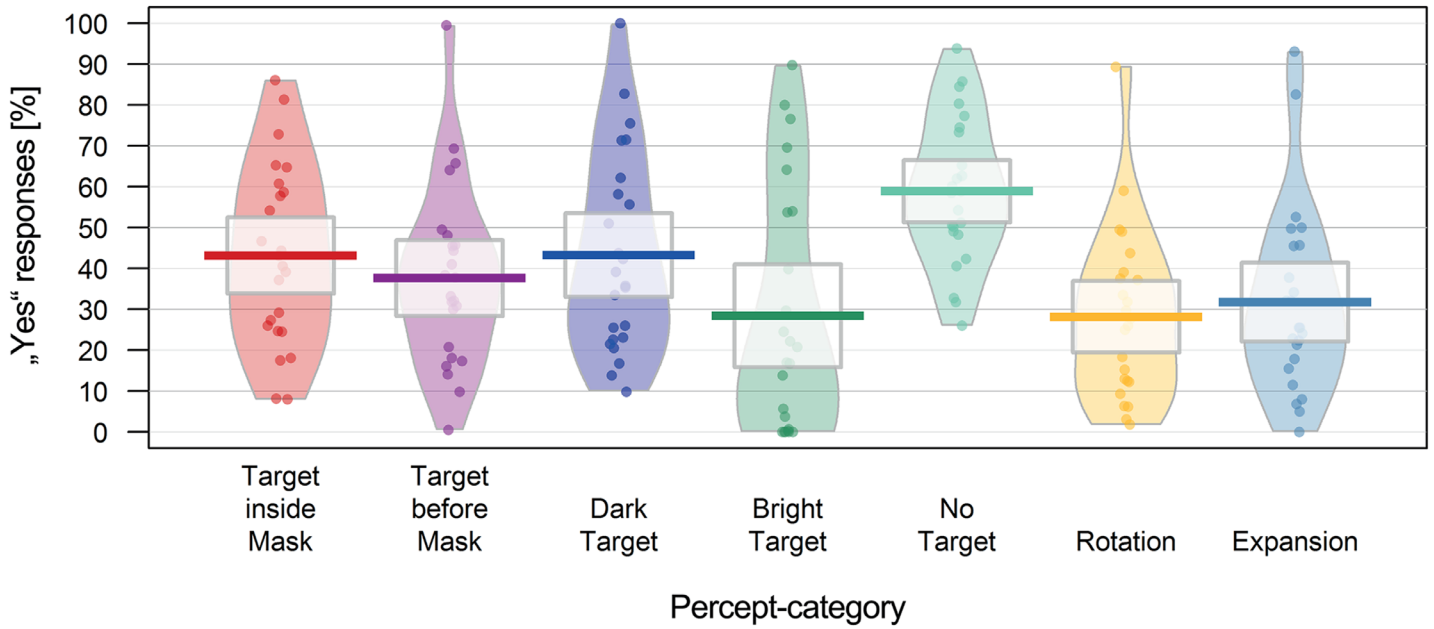 „Yes“ responses [%]
100
90
80
70
60
50
40
30
20
10
0
Target
inside
Mask
Target
before
Mask
Dark
Target
Bright
Target
No
Target
Rotation
Expansion
Percept-category